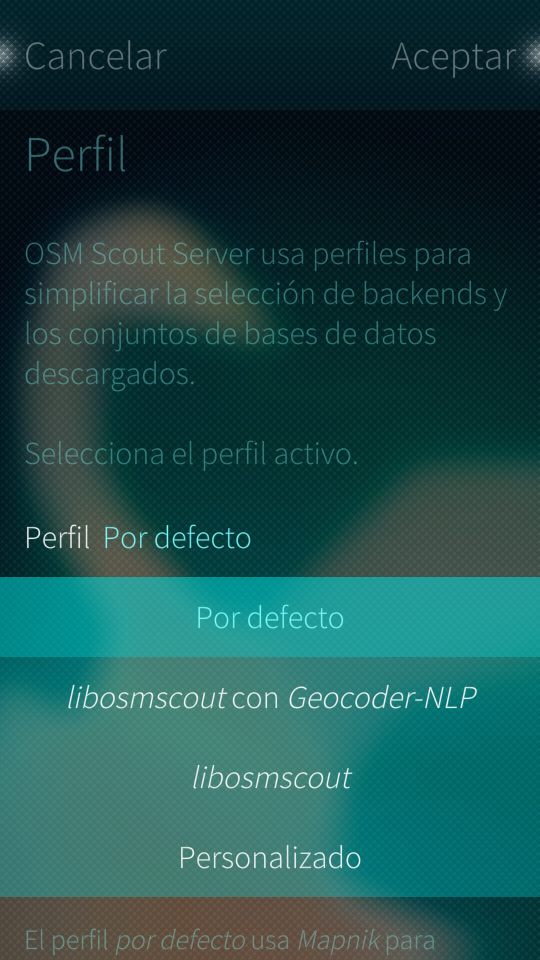 Cancelar
Aceptar
Perfil
OSM Scout Server usa perfiles para
simplificar la selección de backends y
los conjuntos de bases de datos
descargados.
Selecciona el perfil activo.
Perfil Por defecto
Por defecto
libosmscout con Geocoder-NLP
libosmscout
Personalizado
El perfil por defecto usa Mapnik para